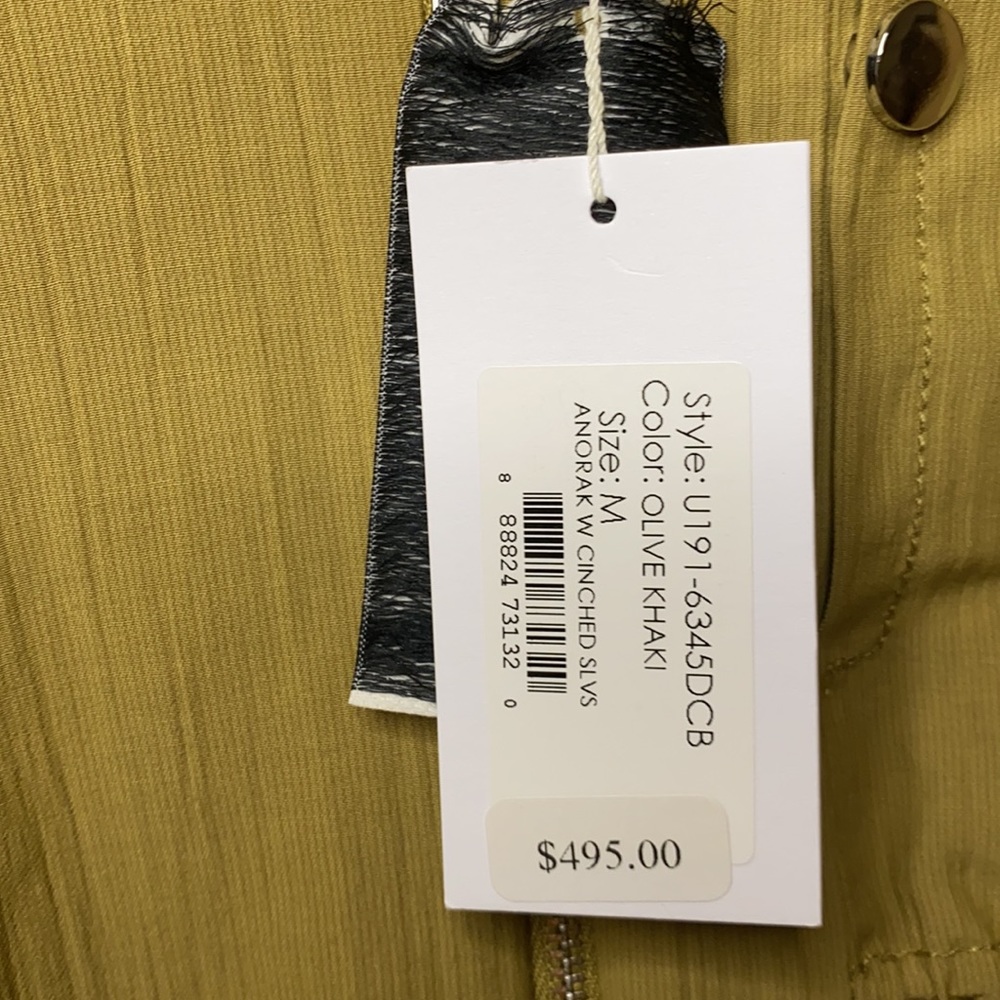 Style: U191-6345DCB
Color: OLIVE KHAKI
Size: M
ANORAK W CINCHED SLVS
8 88824 73132 0
$495.00